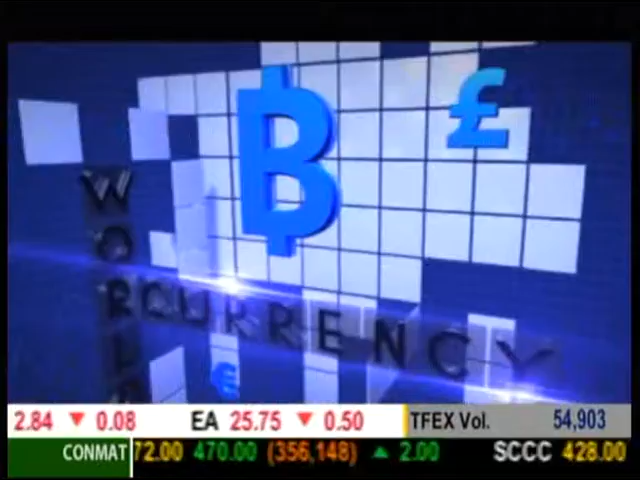 ฿
£
WORLD
CURRENCY
€
2.84 ▼ 0.08 EA 25.75 ▼ 0.50 TFEX Vol. 54,903
CONMAT 72.00 470.00 (356,148) ▲ 2.00 SCCC 428.00